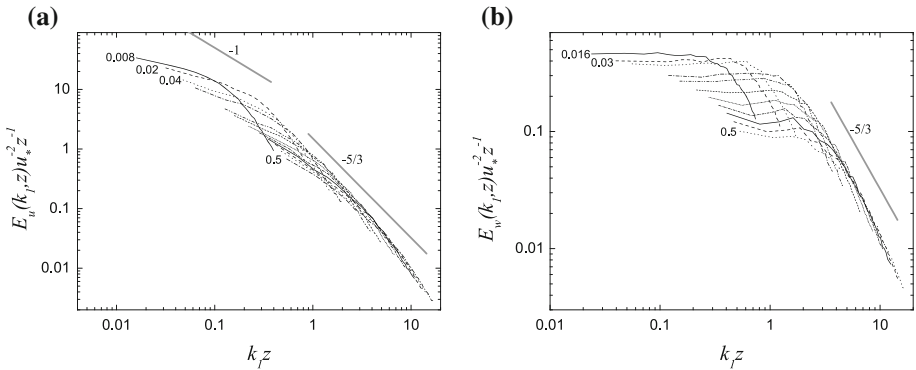 (a)
-1
0.008
0.02
0.04
0.5
-5/3
10
1
0.1
0.01
0.01 0.1 1 10
E_u(k_1,z)u_*^{-2}z^{-1}
k_1z
(b)
0.016
0.03
0.5
-5/3
0.1
0.01
0.01 0.1 1 10
E_w(k_1,z)u_*^{-2}z^{-1}
k_1z